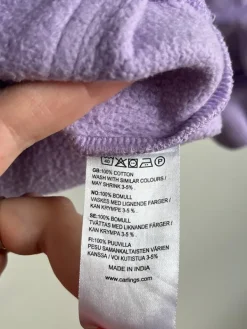 GB:100% COTTON
WASH WITH SIMILAR COLOURS /
MAY SHRINK 3-5%
NO:100% BOMULL
VASKES MED LIGNENDE FARGER /
KAN KRYMPE 3-5%
SE:100% BOMULL
TVÄTTAS MED LIKNANDE FÄRGER /
KAN KRYMPA 3-5%
FI:100% PUUVILLA
PESU SAMANKALTAISTEN VÄRIEN
KANSSA / VOI KUTISTUA 3-5%
MADE IN INDIA
www.carlings.com